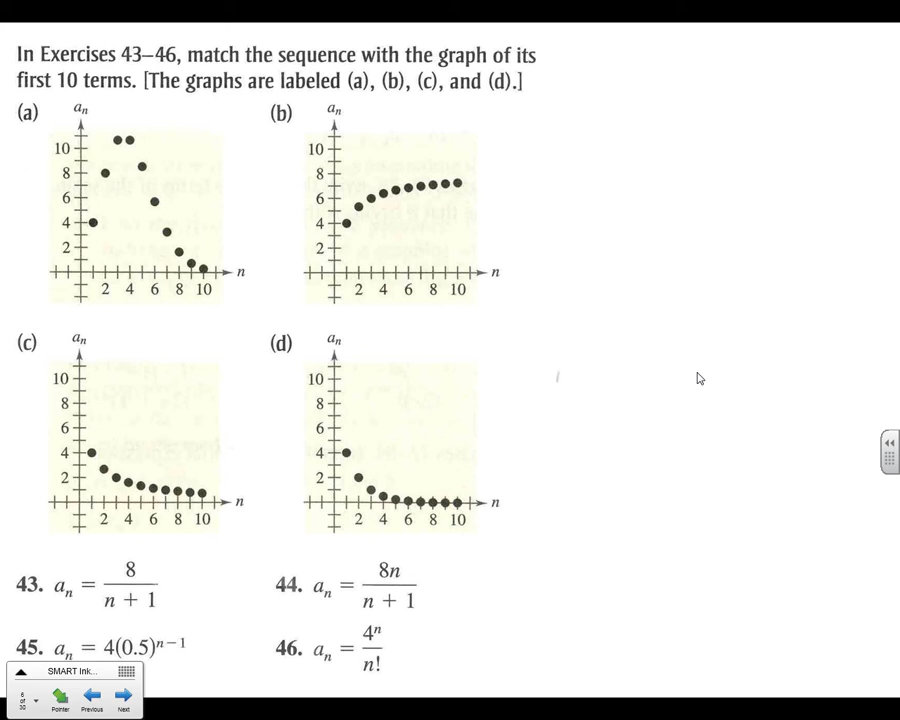 In Exercises 43–46, match the sequence with the graph of its
first 10 terms. [The graphs are labeled (a), (b), (c), and (d).]
(a) aₙ
10
8
6
4
2
2 4 6 8 10 n
(b) aₙ
10
8
6
4
2
2 4 6 8 10 n
(c) aₙ
10
8
6
4
2
2 4 6 8 10 n
(d) aₙ
10
8
6
4
2
2 4 6 8 10 n
43. aₙ = 8 / (n + 1)
44. aₙ = 8n / (n + 1)
45. aₙ = 4(0.5)ⁿ⁻¹
46. aₙ = 4ⁿ / n!
SMART Ink...
6
of
30
Pointer Previous Next